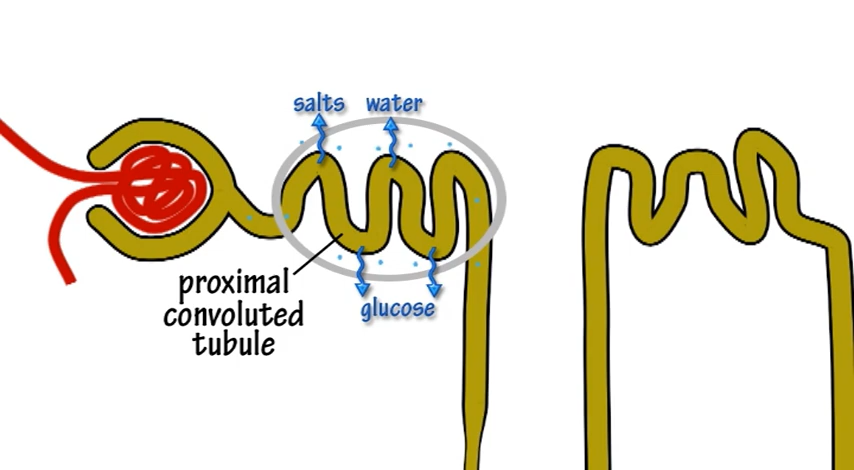 salts water
proximal
convoluted
tubule
glucose